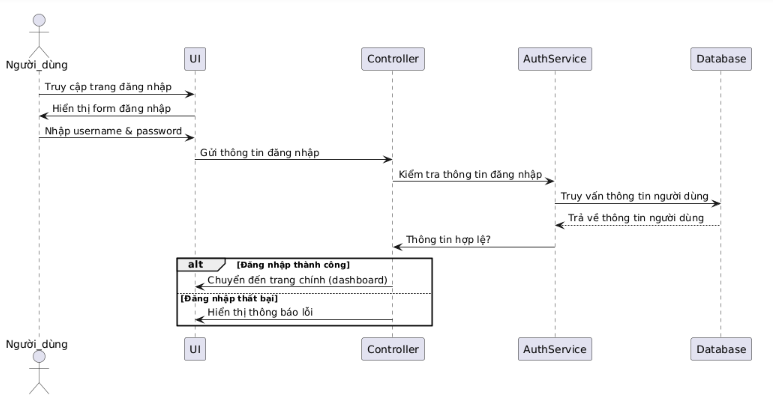 Người_dùng
UI
Controller
AuthService
Database
Truy cập trang đăng nhập
Hiển thị form đăng nhập
Nhập username & password
Gửi thông tin đăng nhập
Kiểm tra thông tin đăng nhập
Truy vấn thông tin người dùng
Trả về thông tin người dùng
Thông tin hợp lệ?
alt [Đăng nhập thành công]
Chuyển đến trang chính (dashboard)
[Đăng nhập thất bại]
Hiển thị thông báo lỗi
Người_dùng
UI
Controller
AuthService
Database